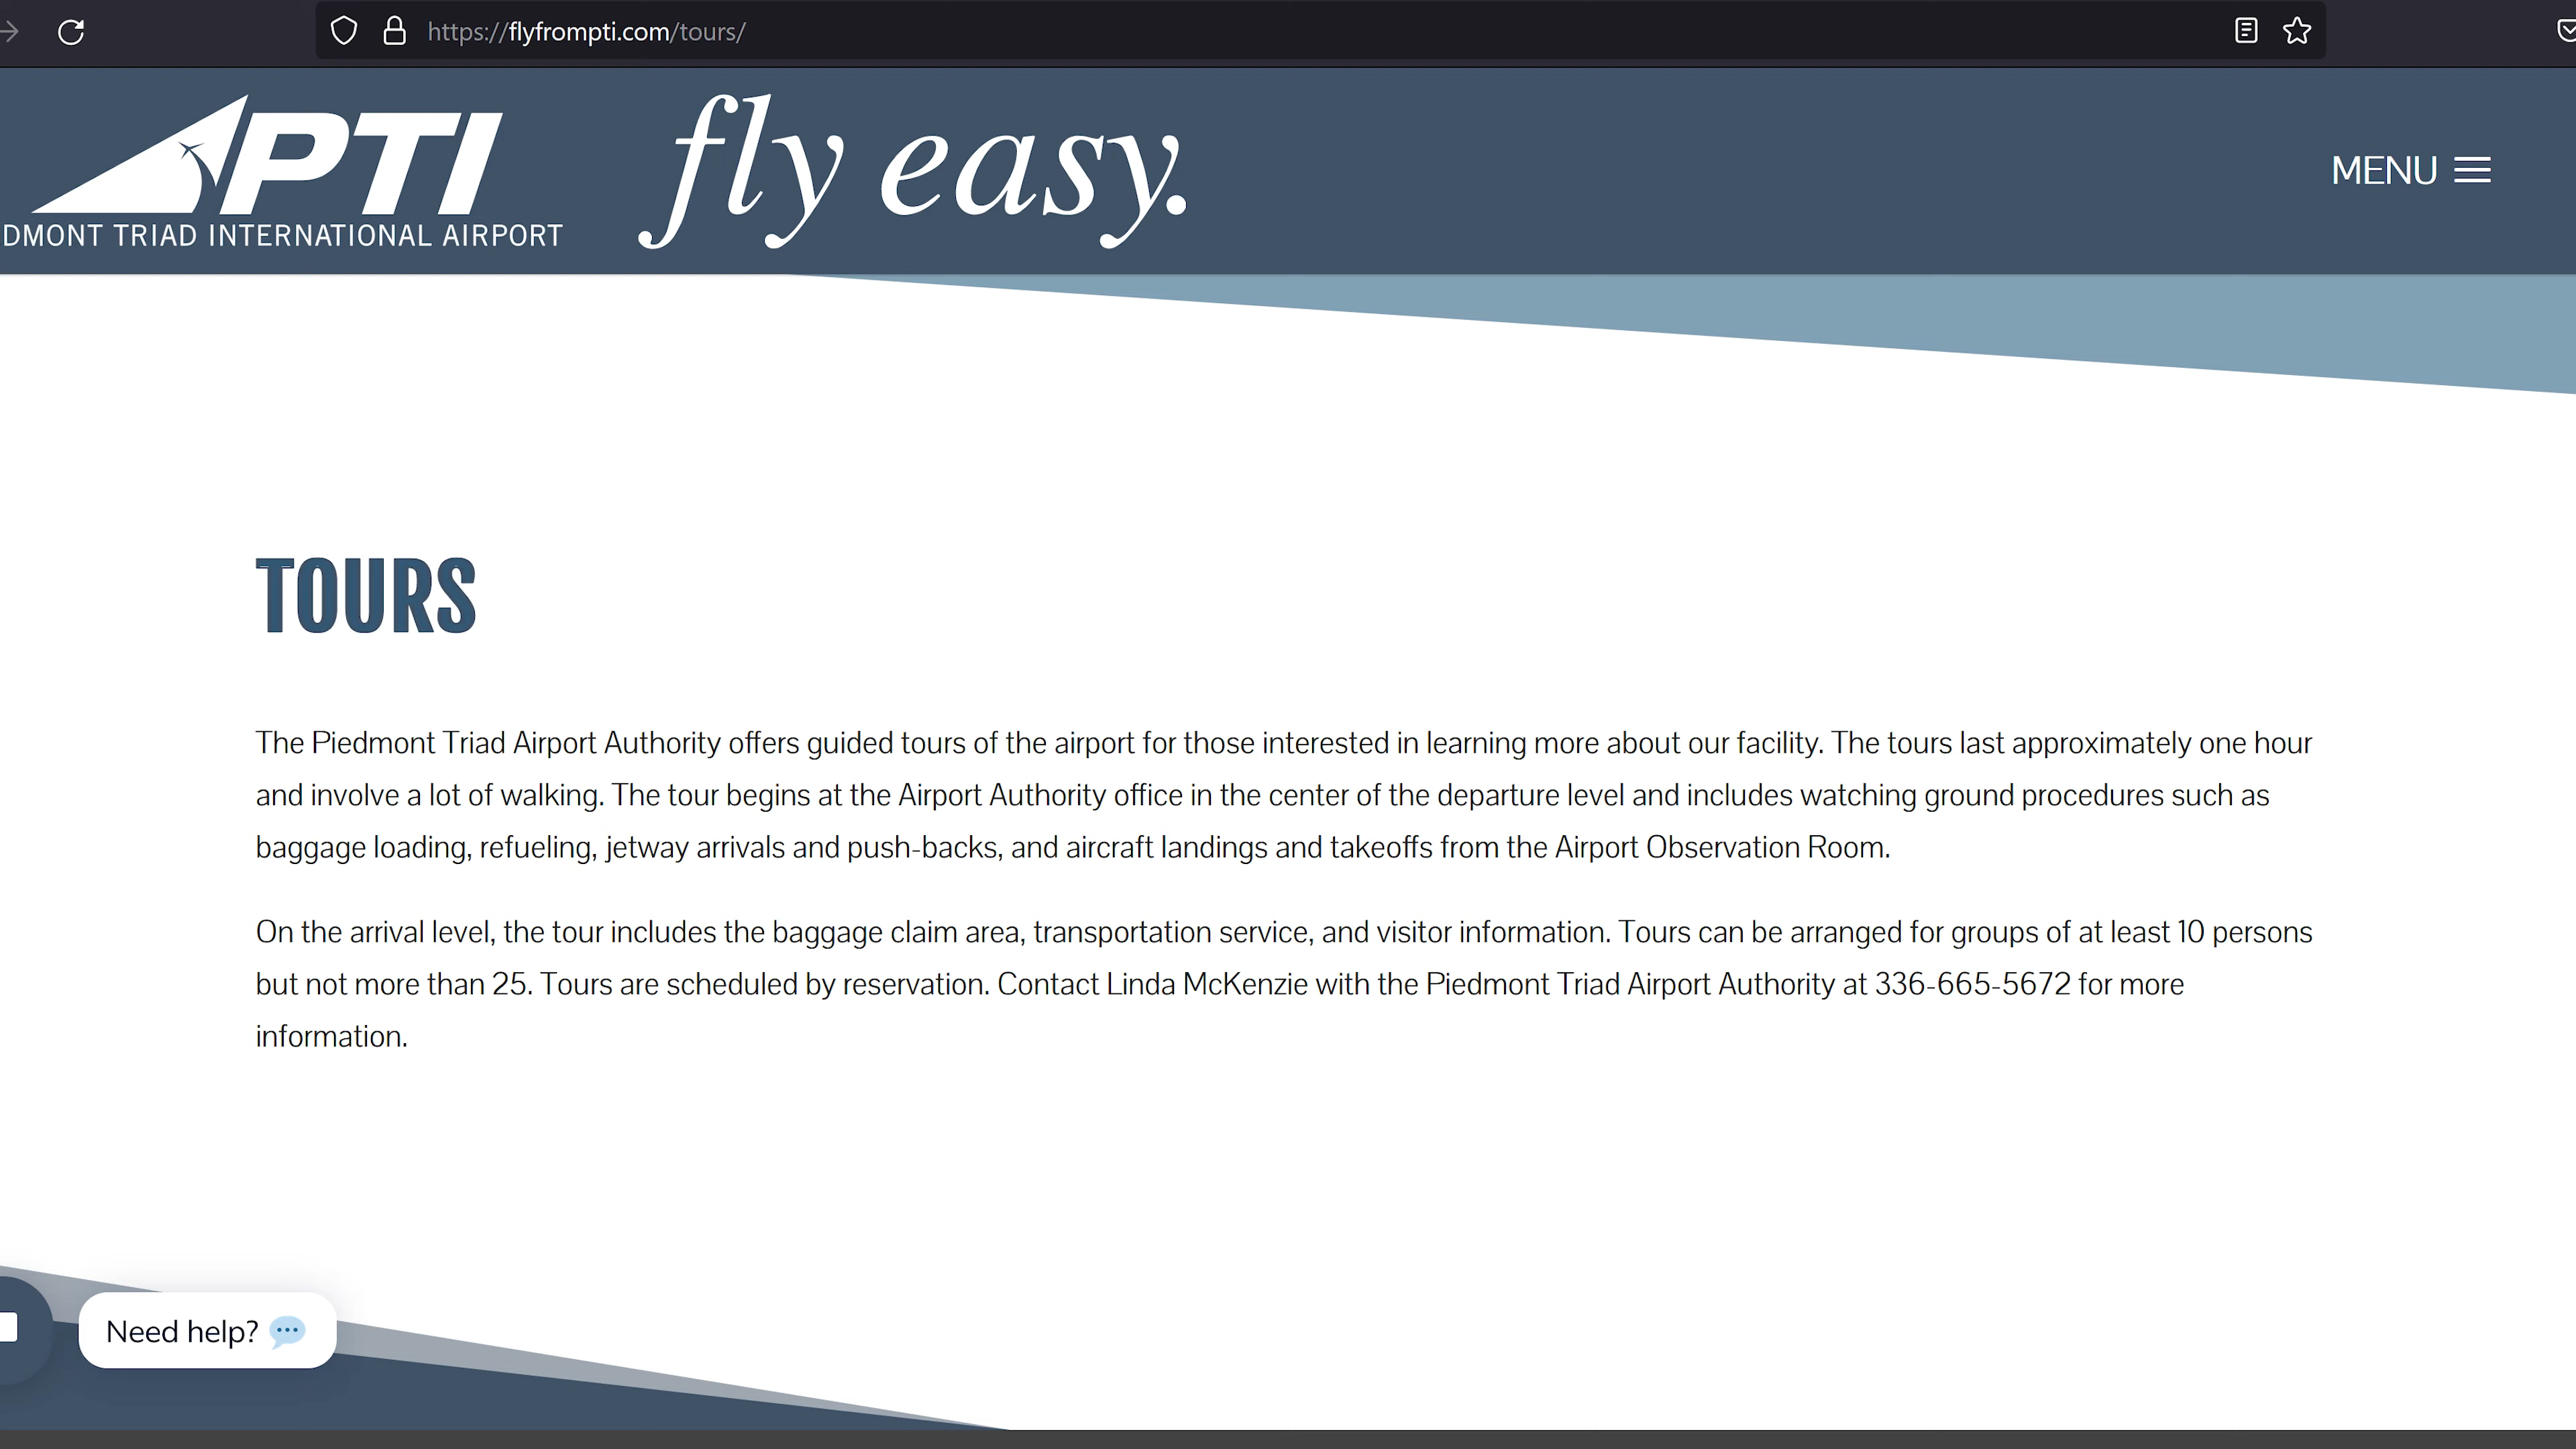 https://flyfrompti.com/tours/
PTI
DMONT TRIAD INTERNATIONAL AIRPORT
fly easy.
MENU
TOURS
The Piedmont Triad Airport Authority offers guided tours of the airport for those interested in learning more about our facility. The tours last approximately one hour
and involve a lot of walking. The tour begins at the Airport Authority office in the center of the departure level and includes watching ground procedures such as
baggage loading, refueling, jetway arrivals and push-backs, and aircraft landings and takeoffs from the Airport Observation Room.
On the arrival level, the tour includes the baggage claim area, transportation service, and visitor information. Tours can be arranged for groups of at least 10 persons
but not more than 25. Tours are scheduled by reservation. Contact Linda McKenzie with the Piedmont Triad Airport Authority at 336-665-5672 for more
information.
Need help?